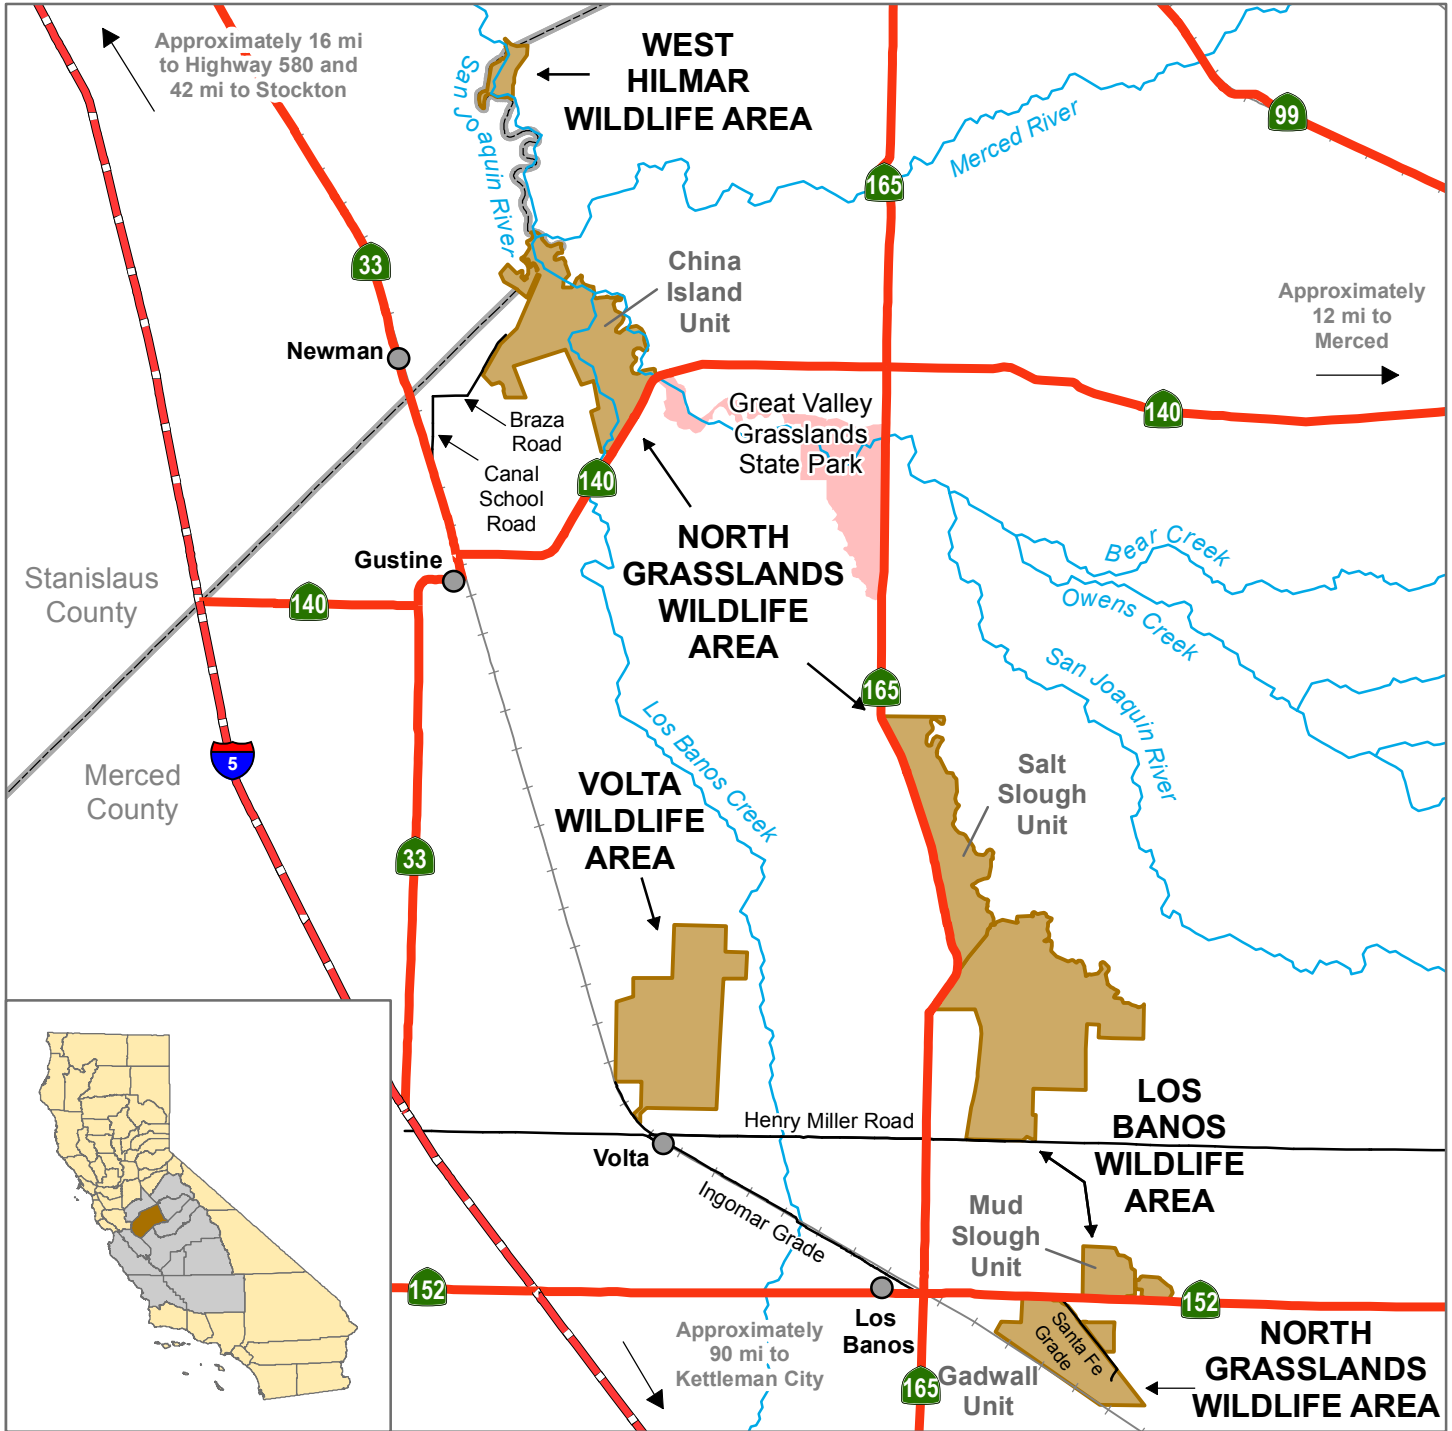 Approximately 16 mi
to Highway 580 and
42 mi to Stockton
WEST
HILMAR
WILDLIFE AREA
San Joaquin River
Merced River
99
165
33
China
Island
Unit
Approximately
12 mi to
Merced
Newman
Great Valley
Grasslands
State Park
140
Braza
Road
Canal
School
Road
140
NORTH
GRASSLANDS
WILDLIFE
AREA
Bear Creek
Gustine
Stanislaus
County
140
Owens Creek
San Joaquin River
165
Los Banos Creek
5
Merced
County
VOLTA
WILDLIFE
AREA
Salt
Slough
Unit
33
LOS
BANOS
WILDLIFE
AREA
Henry Miller Road
Volta
Ingomar Grade
Mud
Slough
Unit
152
152
Los
Banos
Santa Fe
Grade
Approximately
90 mi to
Kettleman City
NORTH
GRASSLANDS
WILDLIFE AREA
165
Gadwall
Unit